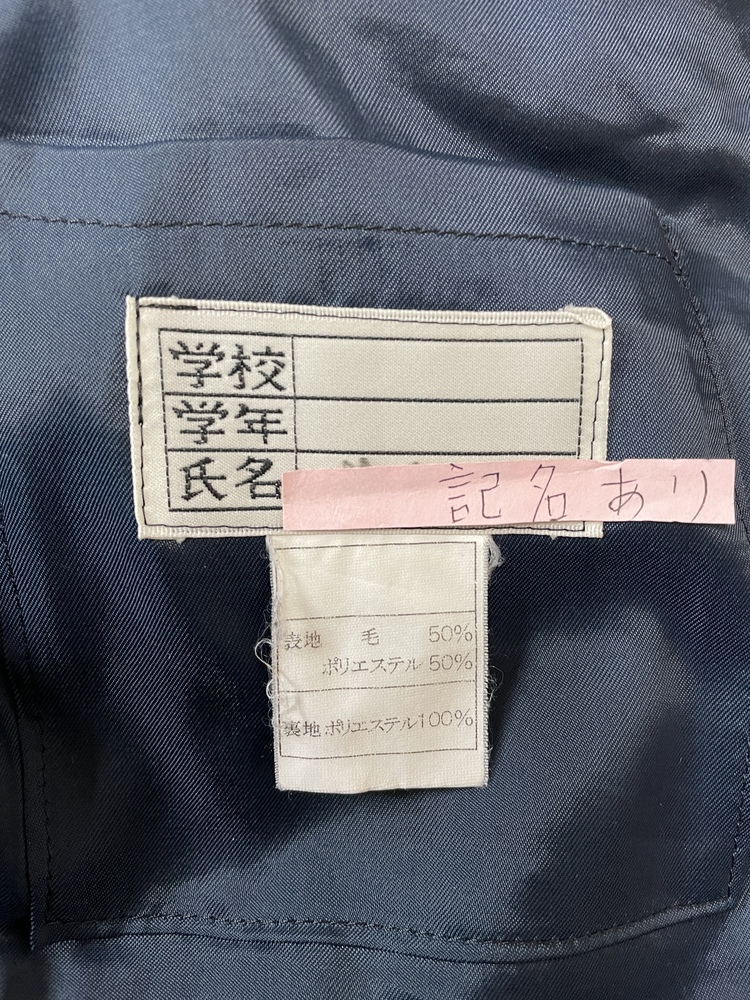 学校
学年
氏名
記名あり
表地 毛 50%
ポリエステル 50%
裏地 ポリエステル100%